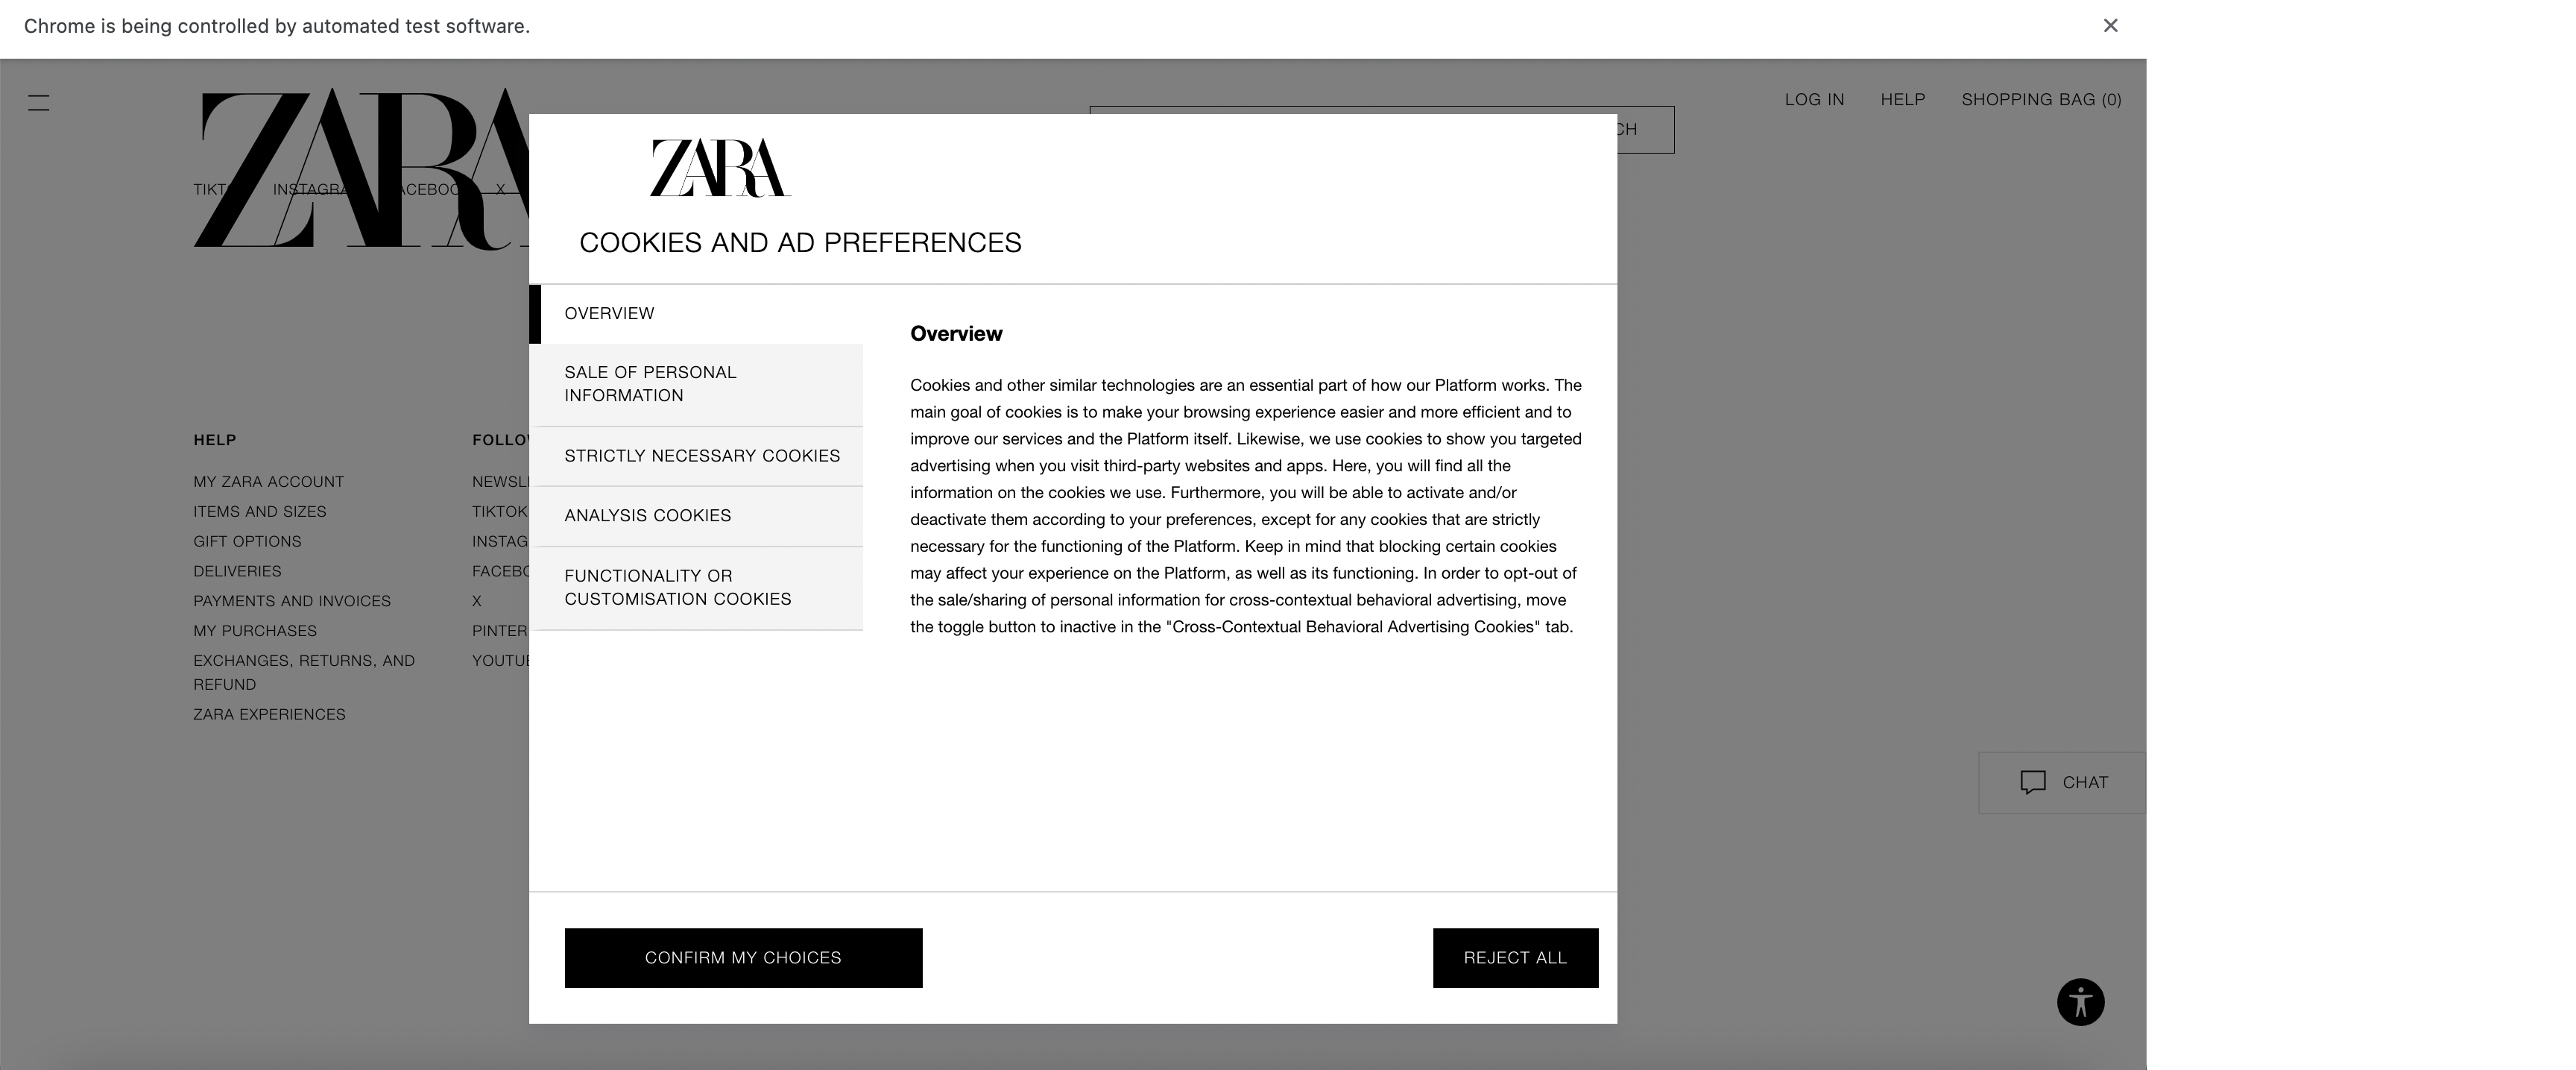 Chrome is being controlled by automated test software.
LOG IN HELP SHOPPING BAG (0)
ZARA
ZARA
COOKIES AND AD PREFERENCES
OVERVIEW
SALE OF PERSONAL
INFORMATION
STRICTLY NECESSARY COOKIES
ANALYSIS COOKIES
FUNCTIONALITY OR
CUSTOMISATION COOKIES
Overview
Cookies and other similar technologies are an essential part of how our Platform works. The
main goal of cookies is to make your browsing experience easier and more efficient and to
improve our services and the Platform itself. Likewise, we use cookies to show you targeted
advertising when you visit third-party websites and apps. Here, you will find all the
information on the cookies we use. Furthermore, you will be able to activate and/or
deactivate them according to your preferences, except for any cookies that are strictly
necessary for the functioning of the Platform. Keep in mind that blocking certain cookies
may affect your experience on the Platform, as well as its functioning. In order to opt-out of
the sale/sharing of personal information for cross-contextual behavioral advertising, move
the toggle button to inactive in the "Cross-Contextual Behavioral Advertising Cookies" tab.
CONFIRM MY CHOICES
REJECT ALL
X
HELP
MY ZARA ACCOUNT
ITEMS AND SIZES
GIFT OPTIONS
DELIVERIES
PAYMENTS AND INVOICES
MY PURCHASES
EXCHANGES, RETURNS, AND
REFUND
ZARA EXPERIENCES
TIKTOK
X
CHAT